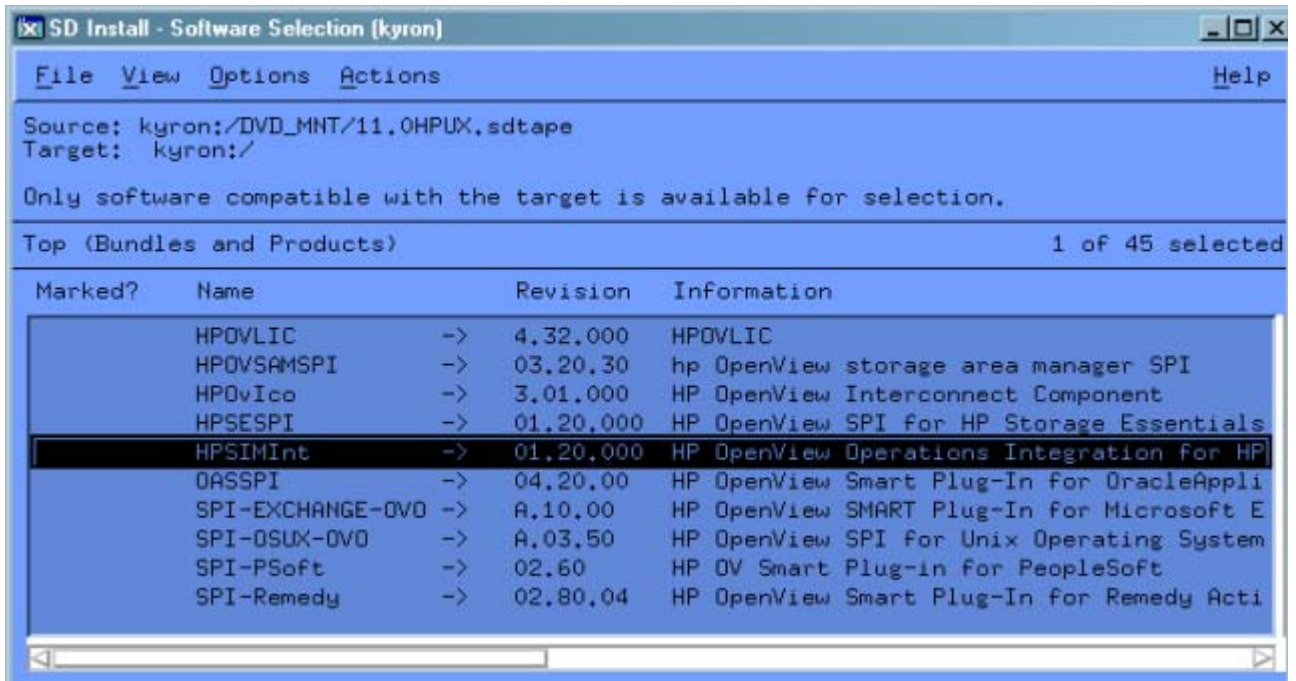 SD Install - Software Selection (kyron)
File View Options Actions Help
Source: kyron:/DVD_MNT/11.0HPUX.sdtape
Target: kyron:/
Only software compatible with the target is available for selection.
Top (Bundles and Products) 1 of 45 selected
Marked? Name Revision Information
HPOVLIC -> 4.32.000 HPOVLIC
HPOVSAMSPI -> 03.20.30 hp OpenView storage area manager SPI
HPOvIco -> 3.01.000 HP OpenView Interconnect Component
HPSESPI -> 01.20.000 HP OpenView SPI for HP Storage Essentials
HPSIMInt -> 01.20.000 HP OpenView Operations Integration for HP
OASSPI -> 04.20.00 HP OpenView Smart Plug-In for OracleAppli
SPI-EXCHANGE-OVO -> A.10.00 HP OpenView SMART Plug-In for Microsoft E
SPI-OSUX-OVO -> A.03.50 HP OpenView SPI for Unix Operating System
SPI-PSoft -> 02.60 HP OV Smart Plug-in for PeopleSoft
SPI-Remedy -> 02.80.04 HP OpenView Smart Plug-In for Remedy Acti